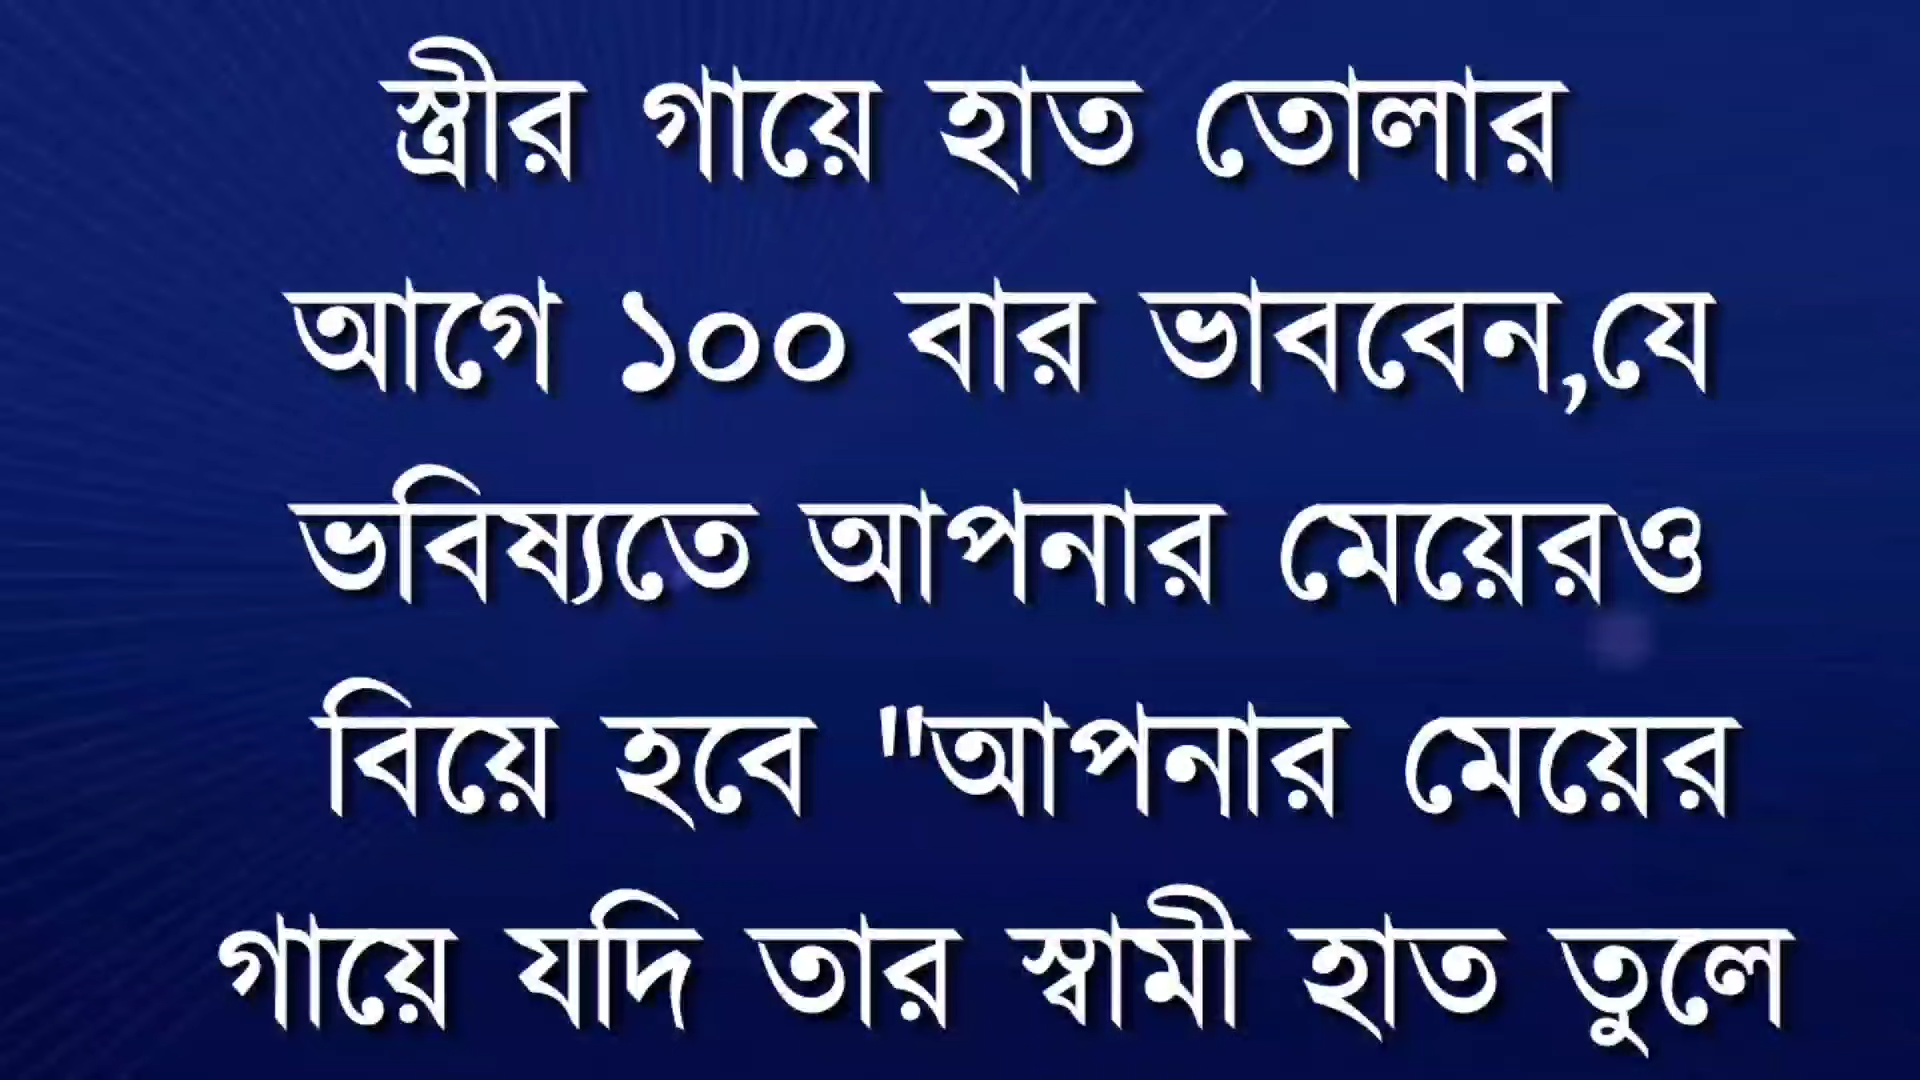 স্ত্রীর গায়ে হাত তোলার
আগে ১০০ বার ভাববেন,যে
ভবিষ্যতে আপনার মেয়েরও
বিয়ে হবে "আপনার মেয়ের
গায়ে যদি তার স্বামী হাত তুলে